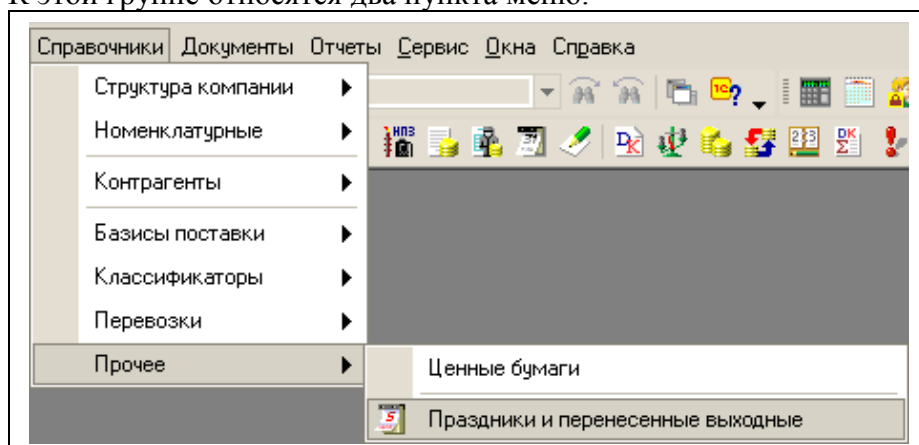 К этой группе относятся два пункта меню.
Справочники Документы Отчеты Сервис Окна Справка
Структура компании
Номенклатурные
Контрагенты
Базисы поставки
Классификаторы
Перевозки
Прочее
Ценные бумаги
Праздники и перенесенные выходные